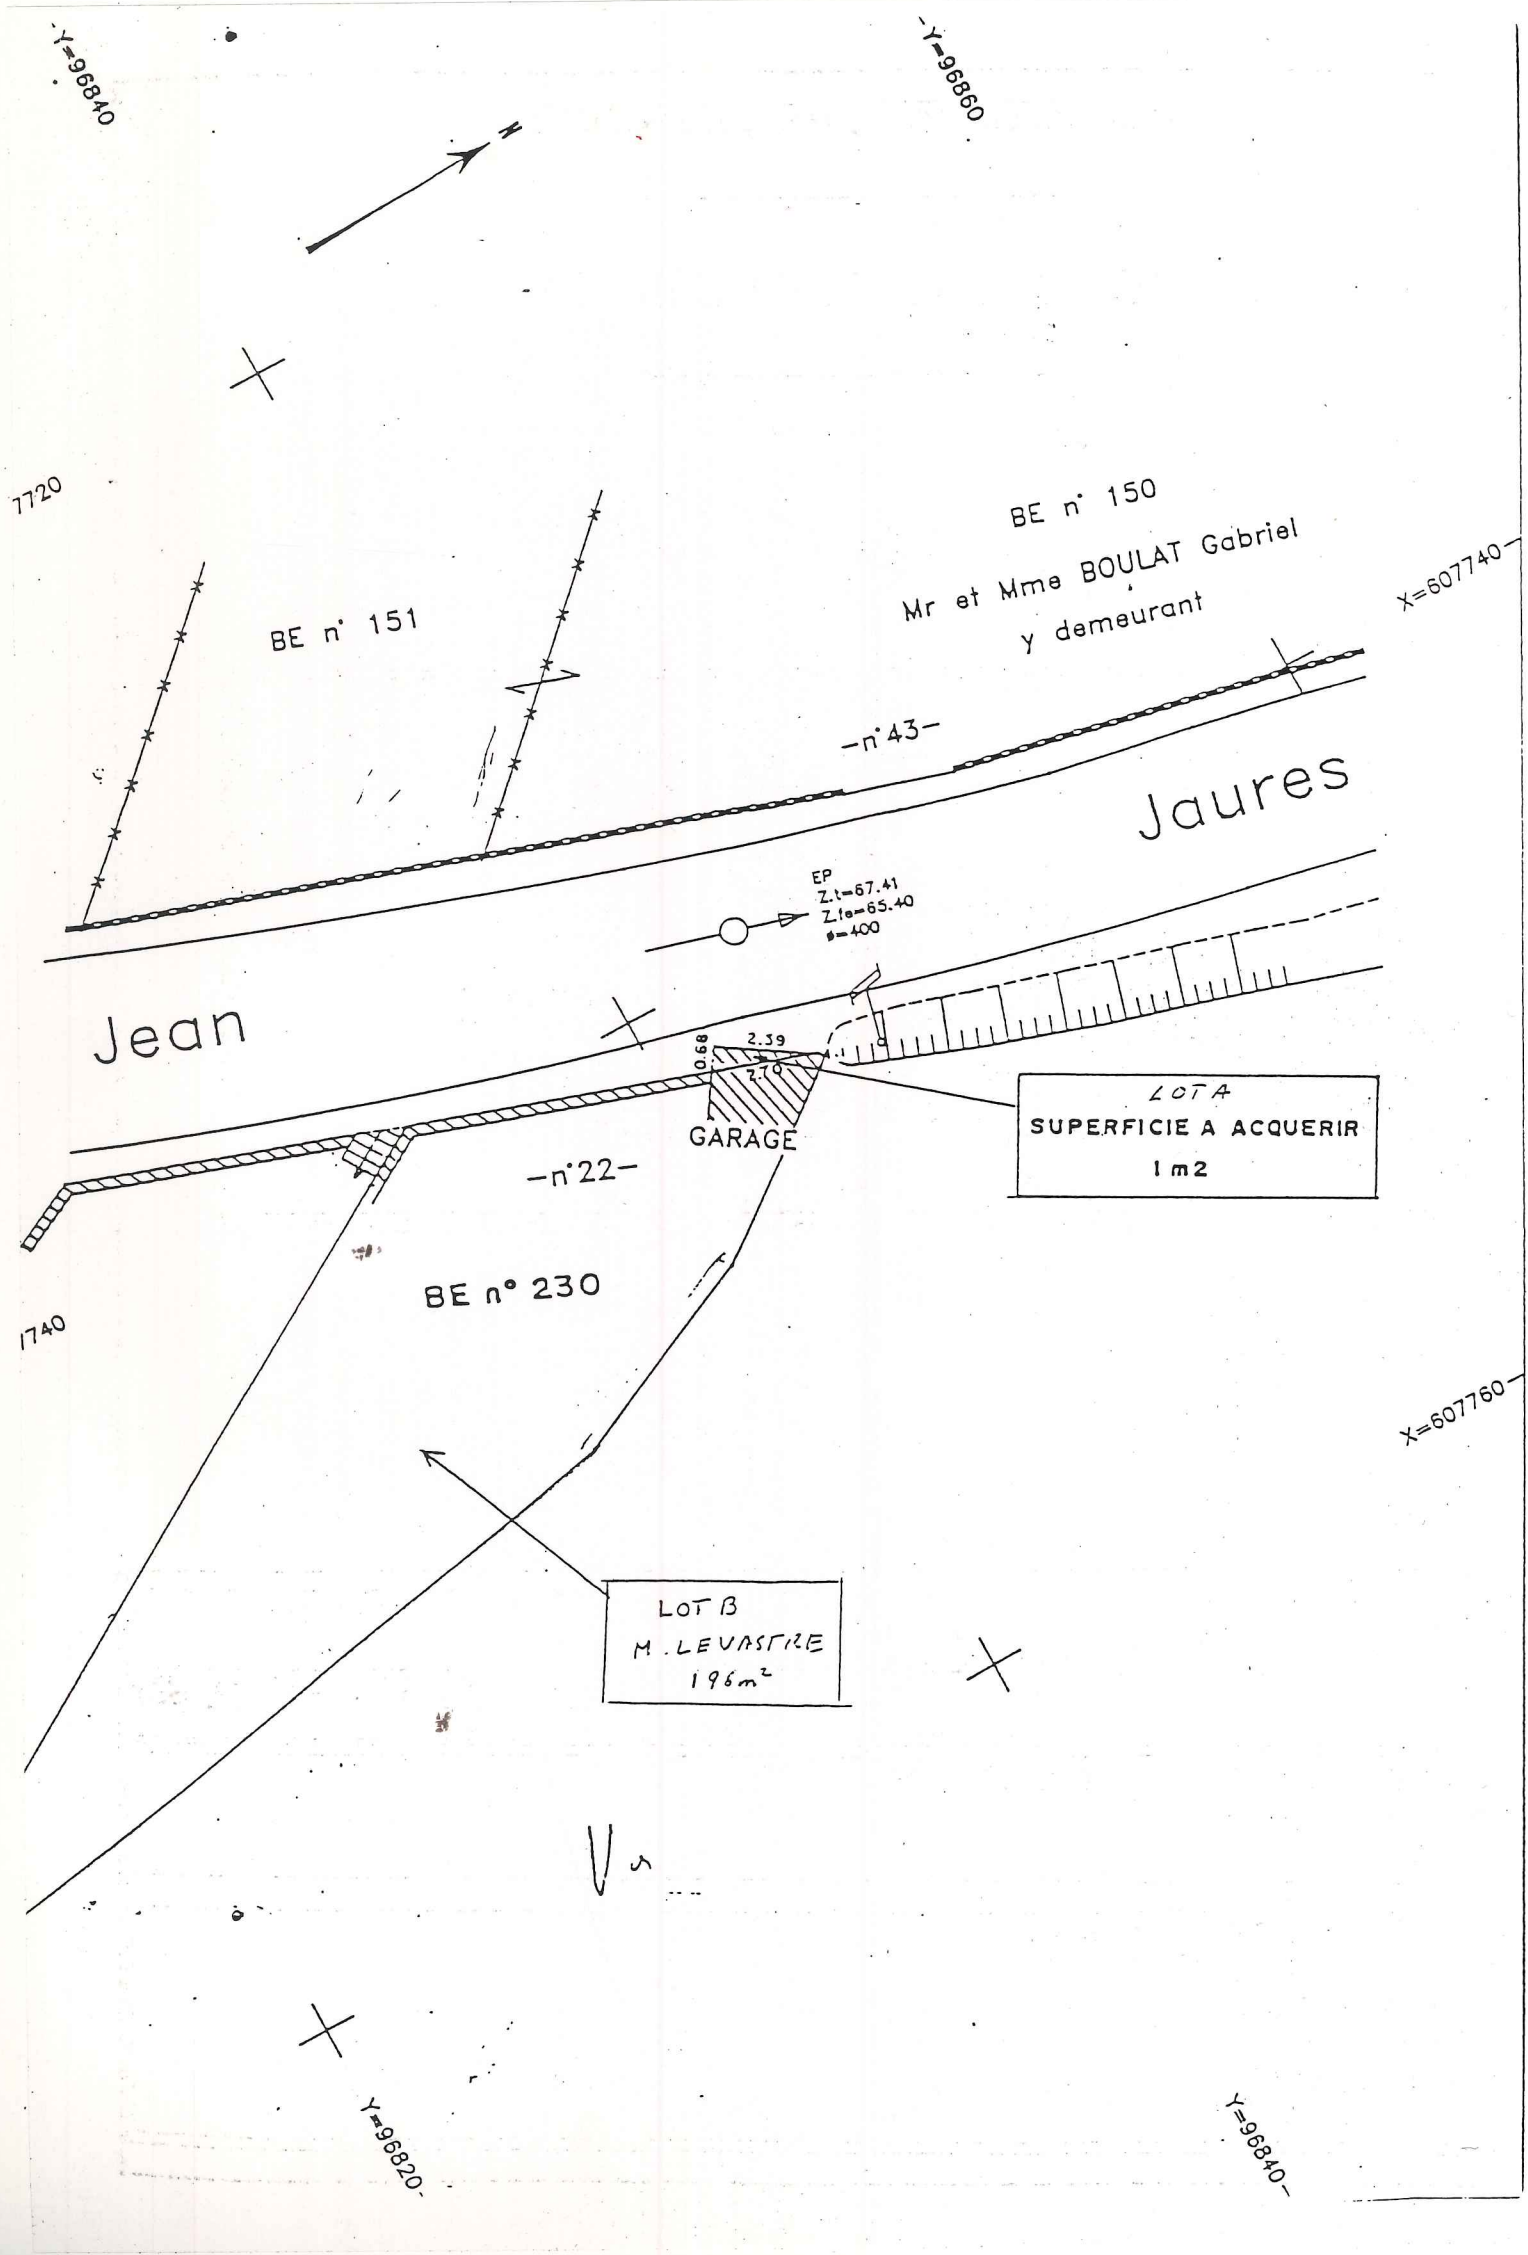 Y=96840
Y=96860
N
7720
BE n° 150
Mr et Mme BOULAT Gabriel
y demeurant
X=607740
BE n° 151
-n°43-
Jaures
EP
Z.t=67.41
Z.fe=65.40
ø=400
Jean
0.68
2.39
2.70
GARAGE
LOT A
SUPERFICIE A ACQUERIR
1 m2
-n°22-
BE n° 230
1740
X=607760
LOT B
M. LEVASTRE
196m²
Y=96820
Y=96840